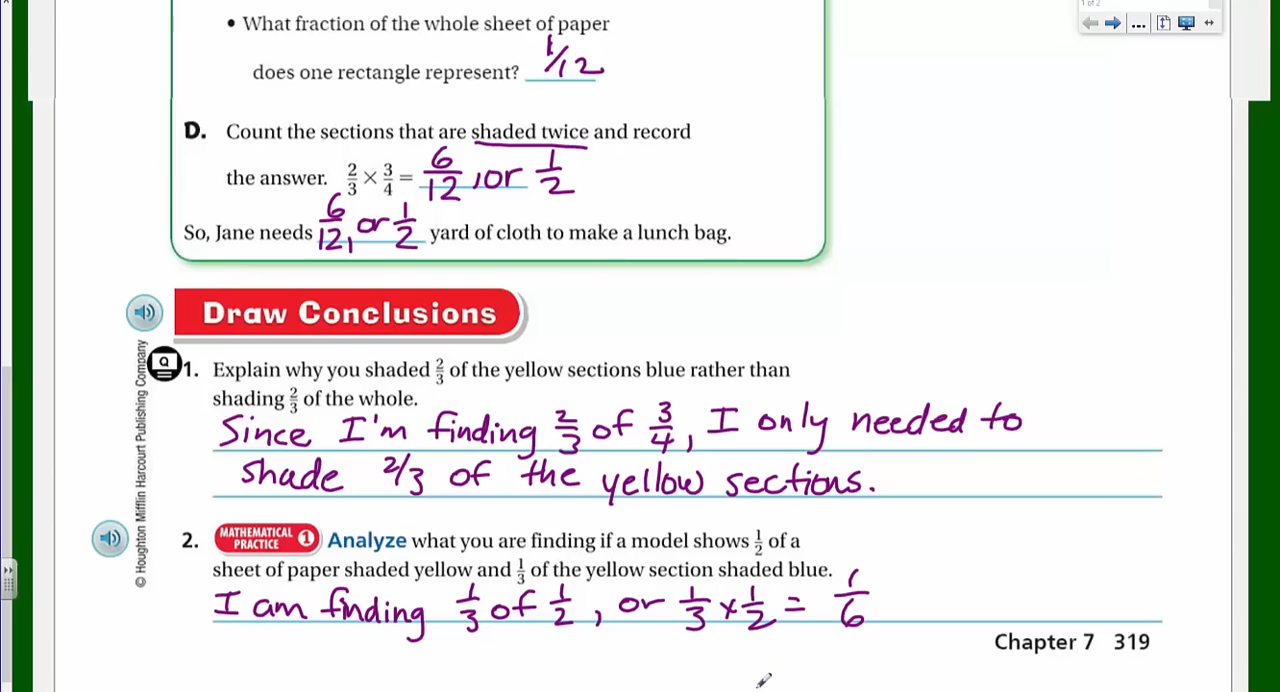 1 of 2
• What fraction of the whole sheet of paper
does one rectangle represent? 1/12
D. Count the sections that are shaded twice and record
the answer. 2/3 × 3/4 = 6/12, or 1/2
So, Jane needs 6/12, or 1/2 yard of cloth to make a lunch bag.
Draw Conclusions
Q 1. Explain why you shaded 2/3 of the yellow sections blue rather than
shading 2/3 of the whole.
Since I'm finding 2/3 of 3/4, I only needed to
shade 2/3 of the yellow sections.
2. MATHEMATICAL PRACTICE 1 Analyze what you are finding if a model shows 1/2 of a
sheet of paper shaded yellow and 1/3 of the yellow section shaded blue.
I am finding 1/3 of 1/2, or 1/3 x 1/2 = 1/6
Chapter 7 319
© Houghton Mifflin Harcourt Publishing Company